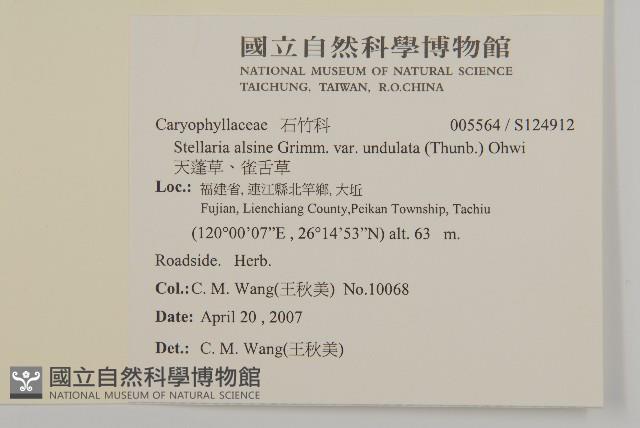 國立自然科學博物館
NATIONAL MUSEUM OF NATURAL SCIENCE
TAICHUNG, TAIWAN, R.O.CHINA
Caryophyllaceae 石竹科 005564 / S124912
Stellaria alsine Grimm. var. undulata (Thunb.) Ohwi
天蓬草、雀舌草
Loc.: 福建省, 連江縣北竿鄉, 大坵
Fujian, Lienchiang County,Peikan Township, Tachiu
(120°00'07”E , 26°14'53”N) alt. 63 m.
Roadside. Herb.
Col.: C. M. Wang(王秋美) No.10068
Date: April 20 , 2007
Det.: C. M. Wang(王秋美)
國立自然科學博物館
NATIONAL MUSEUM OF NATURAL SCIENCE